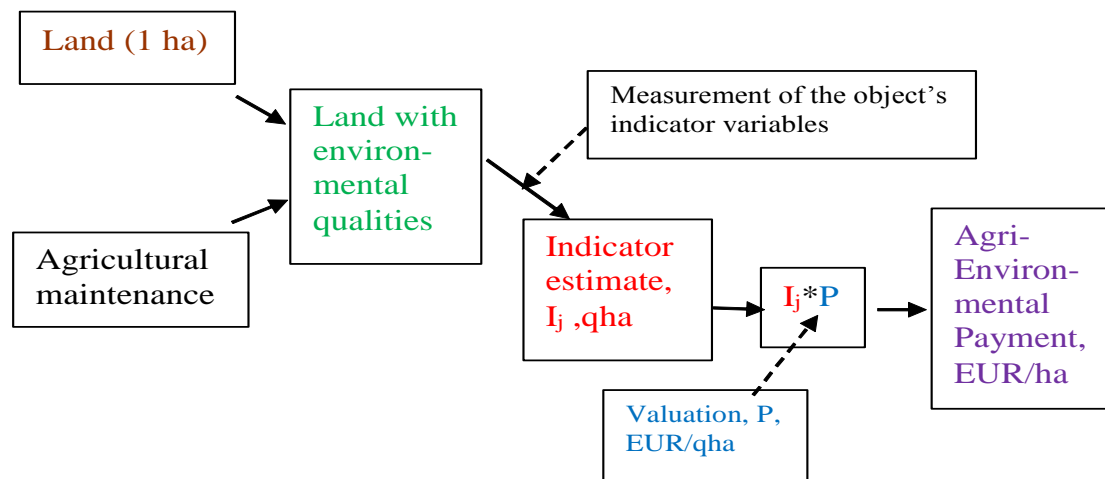 Land (1 ha)
Measurement of the object's
indicator variables
Land with
environ-
mental
qualities
Agricultural
maintenance
Indicator
estimate,
Ij ,qha
Ij*P
Agri-
Environ-
mental
Payment,
EUR/ha
Valuation, P,
EUR/qha